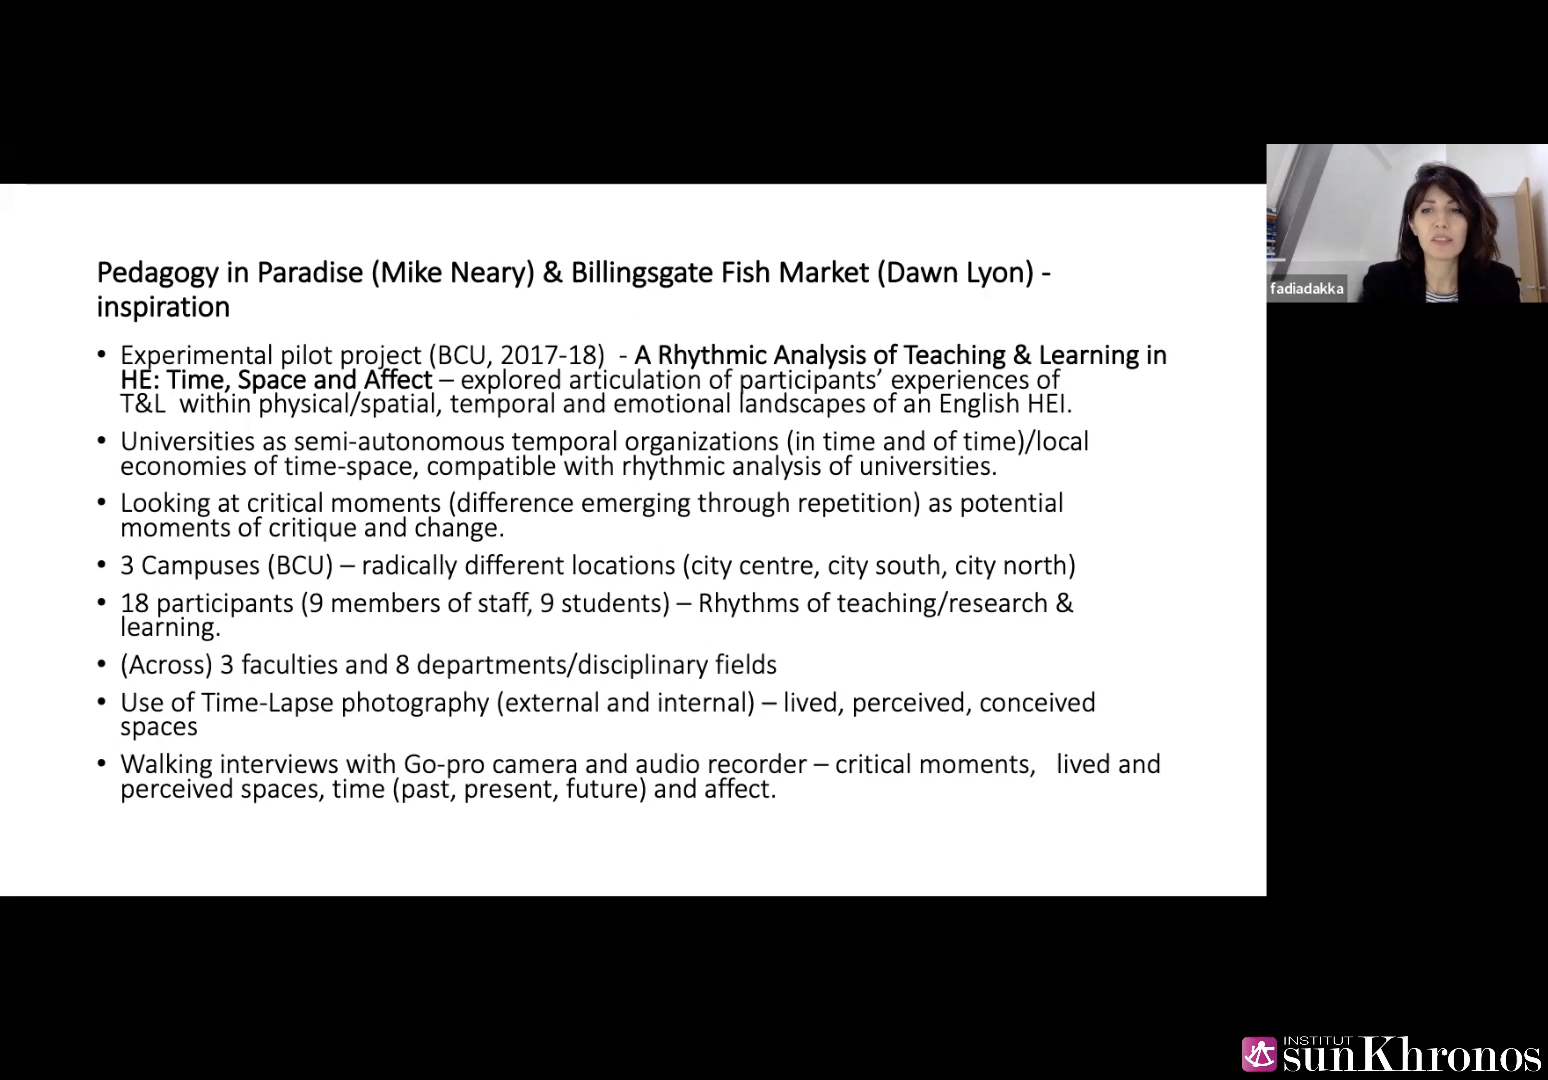 Pedagogy in Paradise (Mike Neary) & Billingsgate Fish Market (Dawn Lyon) -
inspiration
• Experimental pilot project (BCU, 2017-18)  - A Rhythmic Analysis of Teaching & Learning in
HE: Time, Space and Affect – explored articulation of participants’ experiences of
T&L  within physical/spatial, temporal and emotional landscapes of an English HEI.
• Universities as semi-autonomous temporal organizations (in time and of time)/local
economies of time-space, compatible with rhythmic analysis of universities.
• Looking at critical moments (difference emerging through repetition) as potential
moments of critique and change.
• 3 Campuses (BCU) – radically different locations (city centre, city south, city north)
• 18 participants (9 members of staff, 9 students) – Rhythms of teaching/research &
learning.
• (Across) 3 faculties and 8 departments/disciplinary fields
• Use of Time-Lapse photography (external and internal) – lived, perceived, conceived
spaces
• Walking interviews with Go-pro camera and audio recorder – critical moments,   lived and
perceived spaces, time (past, present, future) and affect.
fadiadakka
INSTITUT
sunKhronos